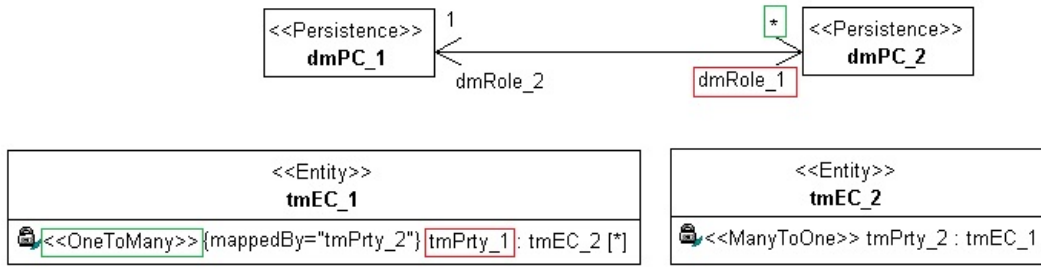 <<Persistence>>
dmPC_1
1
*
<<Persistence>>
dmPC_2
dmRole_2
dmRole_1
<<Entity>>
tmEC_1
<<OneToMany>> {mappedBy="tmPrty_2"} tmPrty_1 : tmEC_2 [*]
<<Entity>>
tmEC_2
<<ManyToOne>> tmPrty_2 : tmEC_1